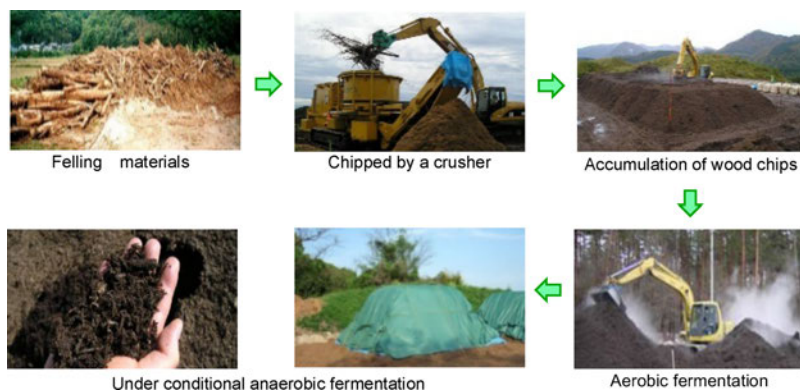 Felling materials
Chipped by a crusher
Accumulation of wood chips
Under conditional anaerobic fermentation
Aerobic fermentation